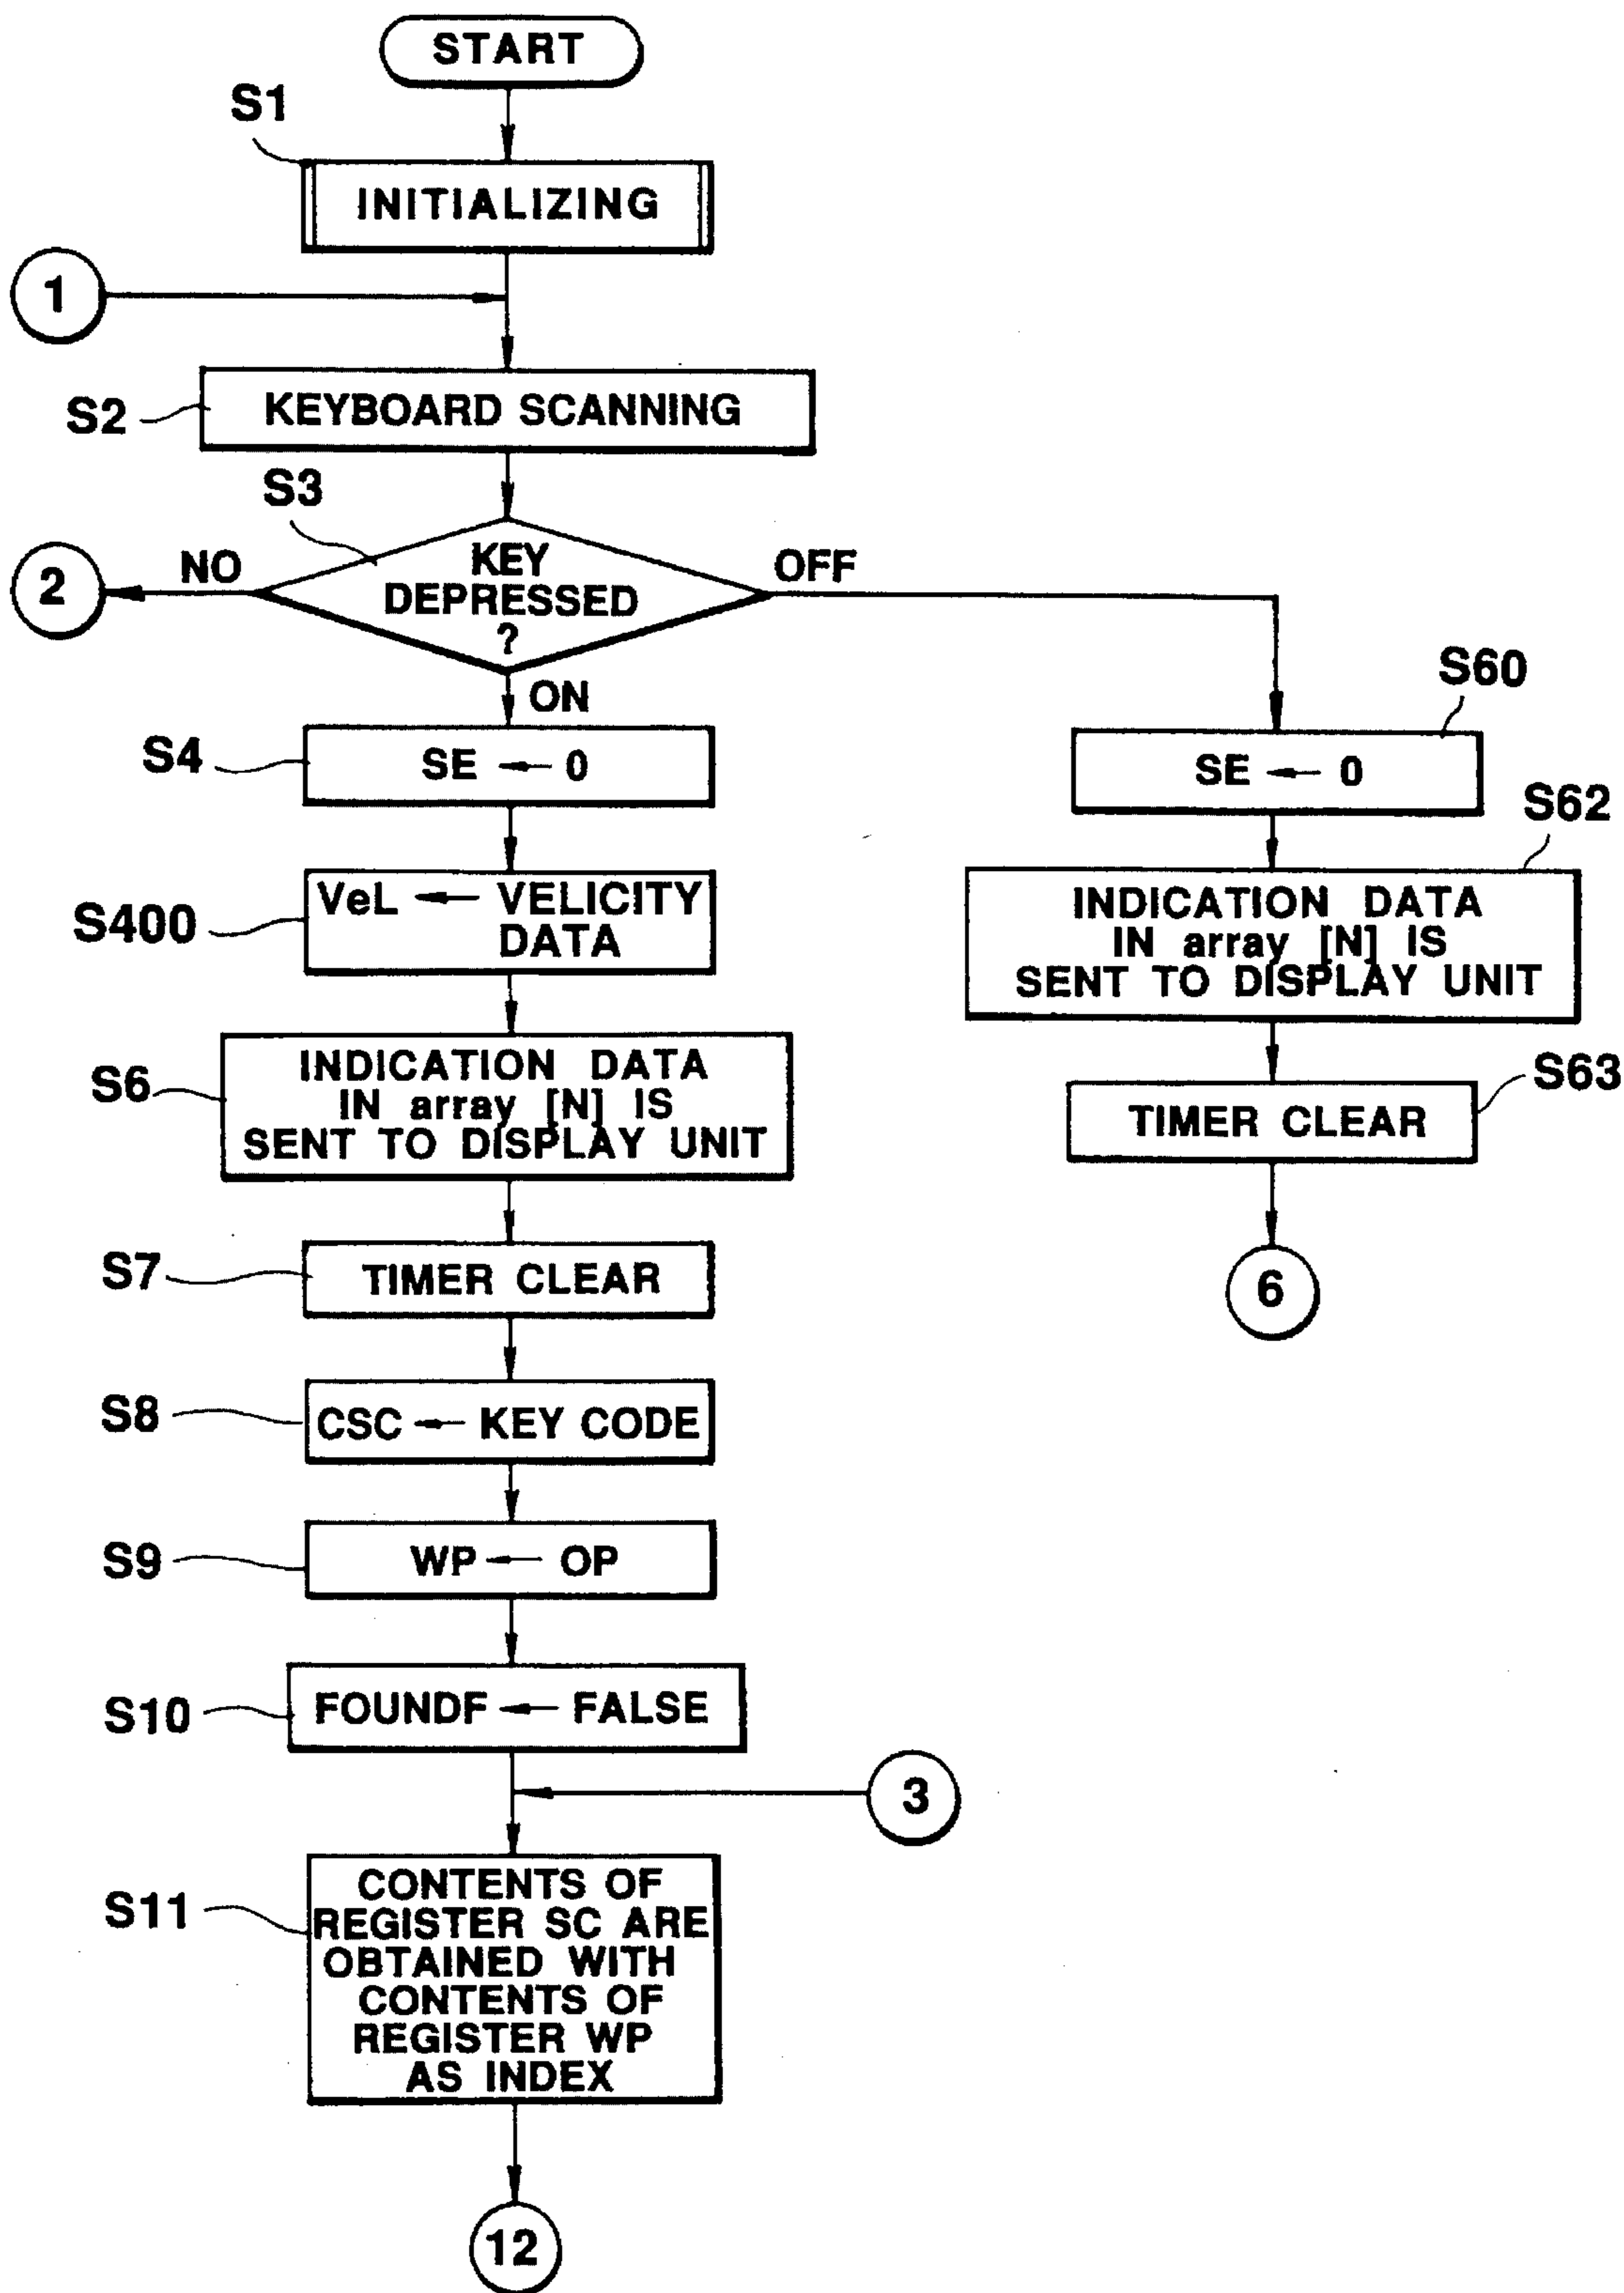 START
S1
INITIALIZING
1
S2
KEYBOARD SCANNING
S3
KEY
DEPRESSED
?
NO
2
OFF
ON
S4
SE ← 0
S400
VeL ← VELICITY
DATA
S6
INDICATION DATA
IN array [N] IS
SENT TO DISPLAY UNIT
S7
TIMER CLEAR
S8
CSC ← KEY CODE
S9
WP ← OP
S10
FOUNDF ← FALSE
3
S11
CONTENTS OF
REGISTER SC ARE
OBTAINED WITH
CONTENTS OF
REGISTER WP
AS INDEX
12
S60
SE ← 0
S62
INDICATION DATA
IN array [N] IS
SENT TO DISPLAY UNIT
S63
TIMER CLEAR
6